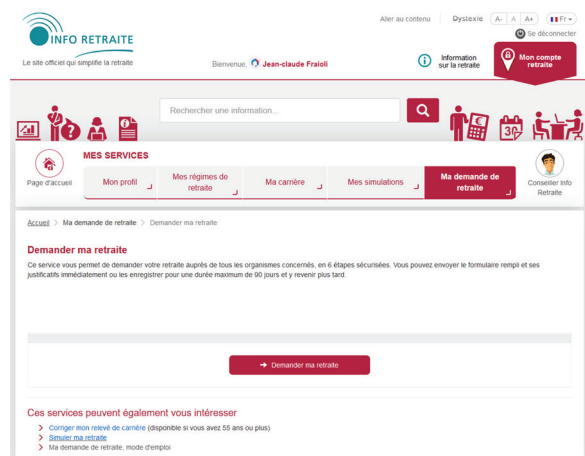 Aller au contenu Dyslexie A- A A+ Fr
INFO RETRAITE
Se déconnecter
Le site officiel qui simplifie la retraite
Bienvenue, Jean-claude Fraioli
Information sur la retraite
Mon compte retraite
Rechercher une information...
MES SERVICES
Page d'accueil
Mon profil
Mes régimes de retraite
Ma carrière
Mes simulations
Ma demande de retraite
Conseiller Info Retraite
Accueil > Ma demande de retraite > Demander ma retraite
Demander ma retraite
Ce service vous permet de demander votre retraite auprès de tous les organismes concernés, en 6 étapes sécurisées. Vous pouvez envoyer le formulaire rempli et ses
justificatifs immédiatement ou les enregistrer pour une durée maximum de 90 jours et y revenir plus tard.
➔ Demander ma retraite
Ces services peuvent également vous intéresser
> Corriger mon relevé de carrière (disponible si vous avez 55 ans ou plus)
> Simuler ma retraite
> Ma demande de retraite, mode d'emploi